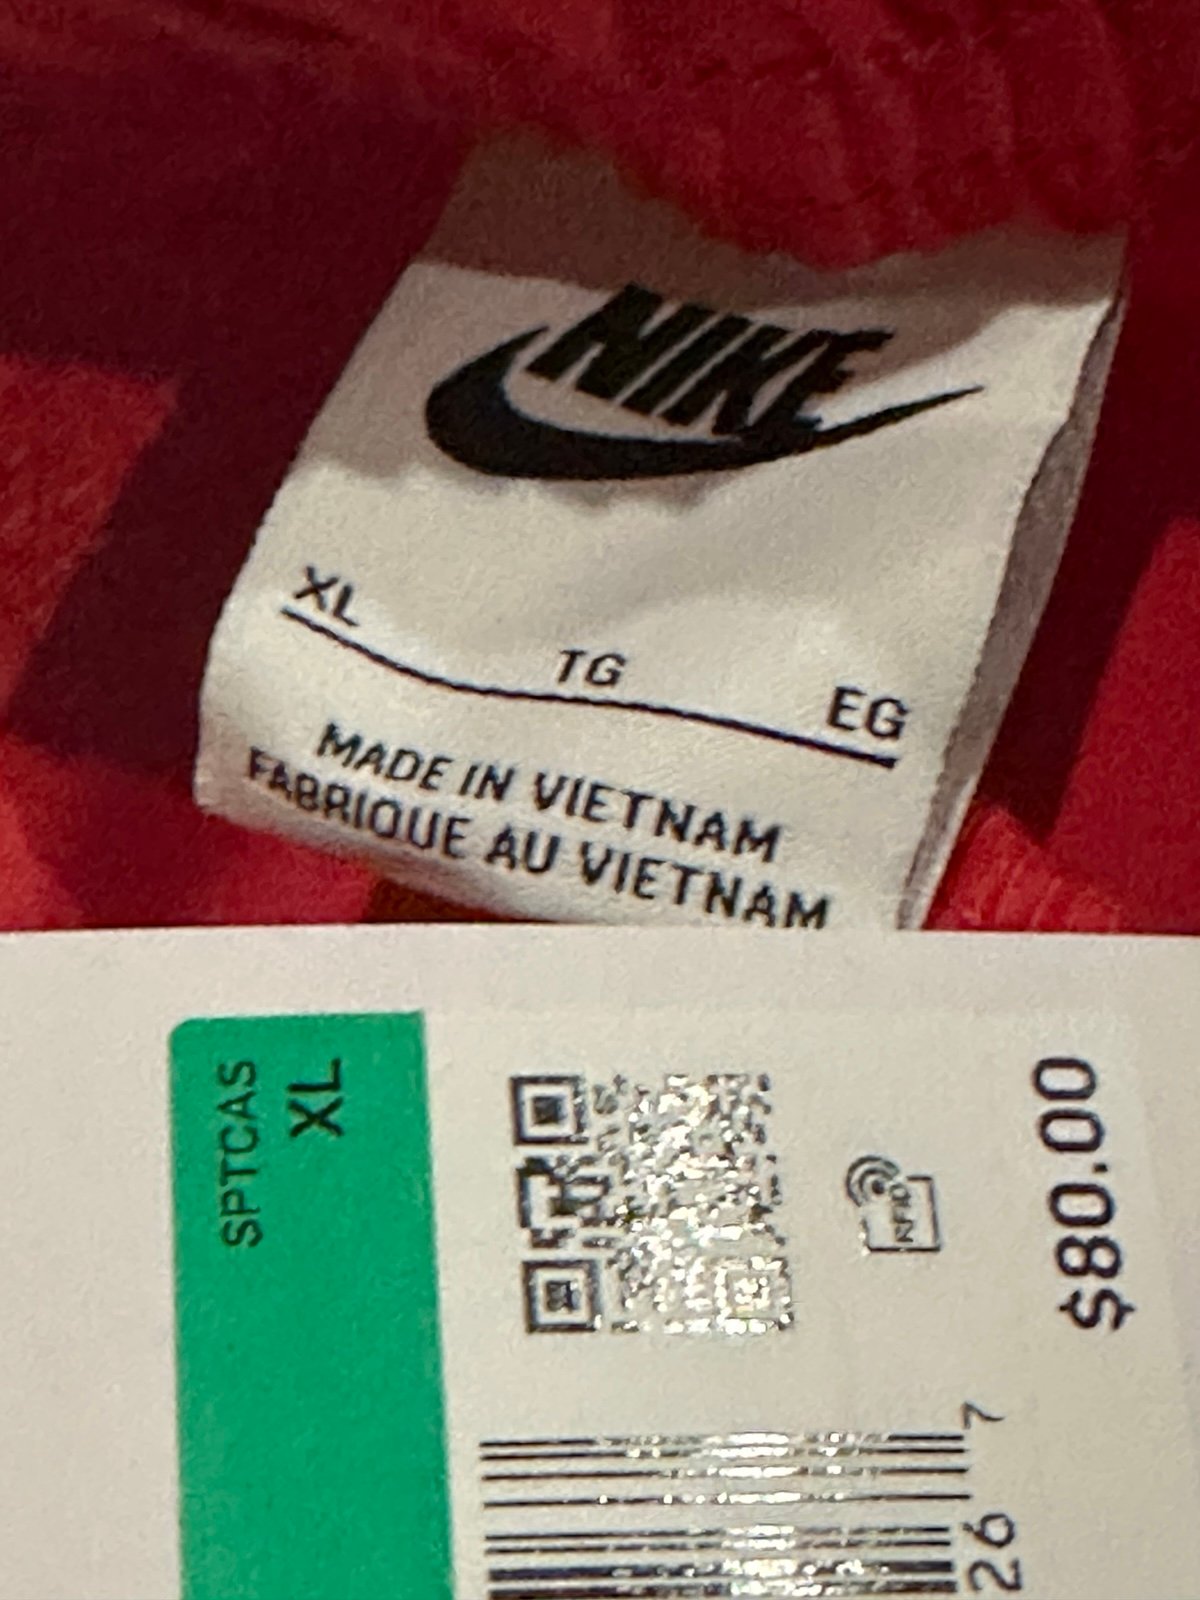 NIKE
XL TG EG
MADE IN VIETNAM
FABRIQUE AU VIETNAM
SPTCAS
XL
RFID
$80.00
26 7